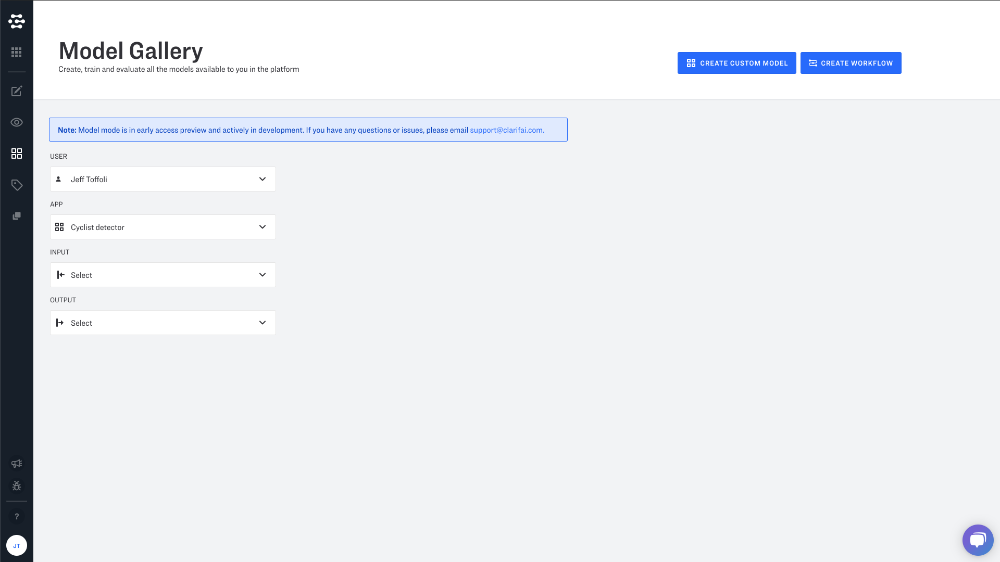 Model Gallery
Create, train and evaluate all the models available to you in the platform
CREATE CUSTOM MODEL
CREATE WORKFLOW
Note: Model mode is in early access preview and actively in development. If you have any questions or issues, please email support@clarifai.com.
USER
Jeff Toffoli
APP
Cyclist detector
INPUT
Select
OUTPUT
Select
?
JT